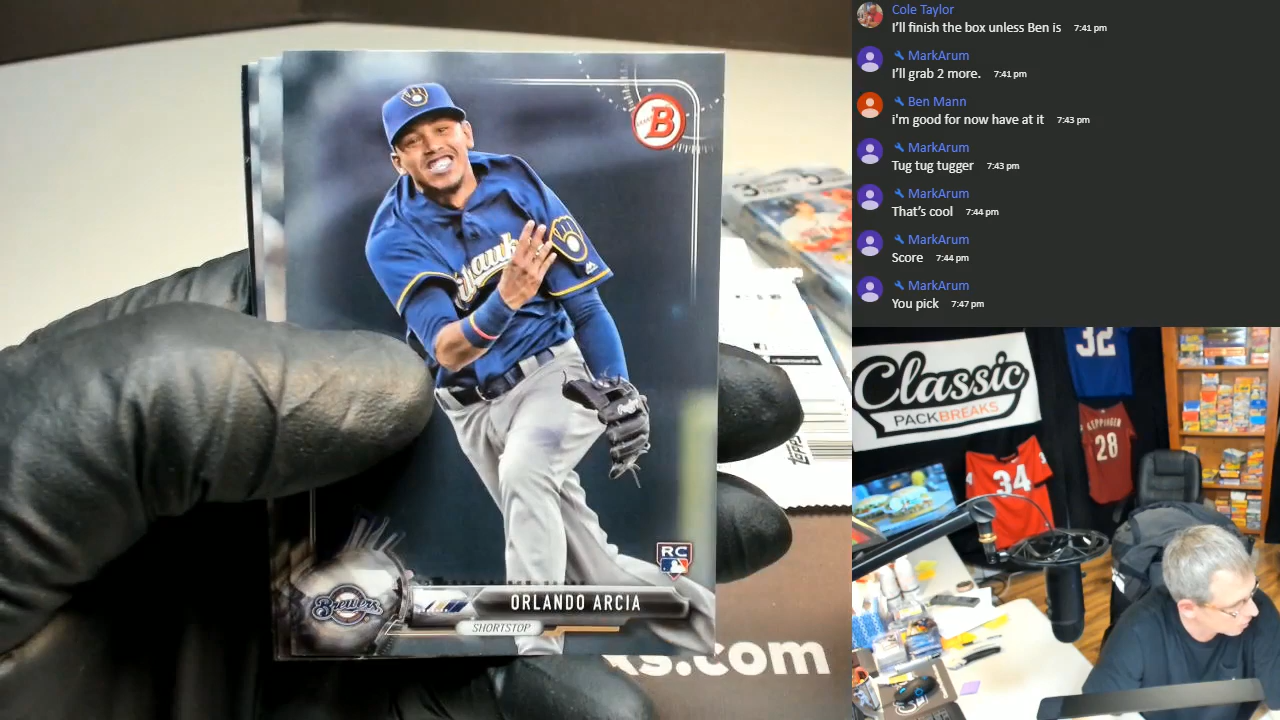 B
RC
Brewers
ORLANDO ARCIA
SHORTSTOP
topps
ks.com
Cole Taylor
I'll finish the box unless Ben is 7:41 pm
MarkArum
I'll grab 2 more. 7:41 pm
Ben Mann
i'm good for now have at it 7:43 pm
MarkArum
Tug tug tugger 7:43 pm
MarkArum
That's cool 7:44 pm
MarkArum
Score 7:44 pm
MarkArum
You pick 7:47 pm
Classic
PACKBREAKS
32
34
KEPPINGER
28